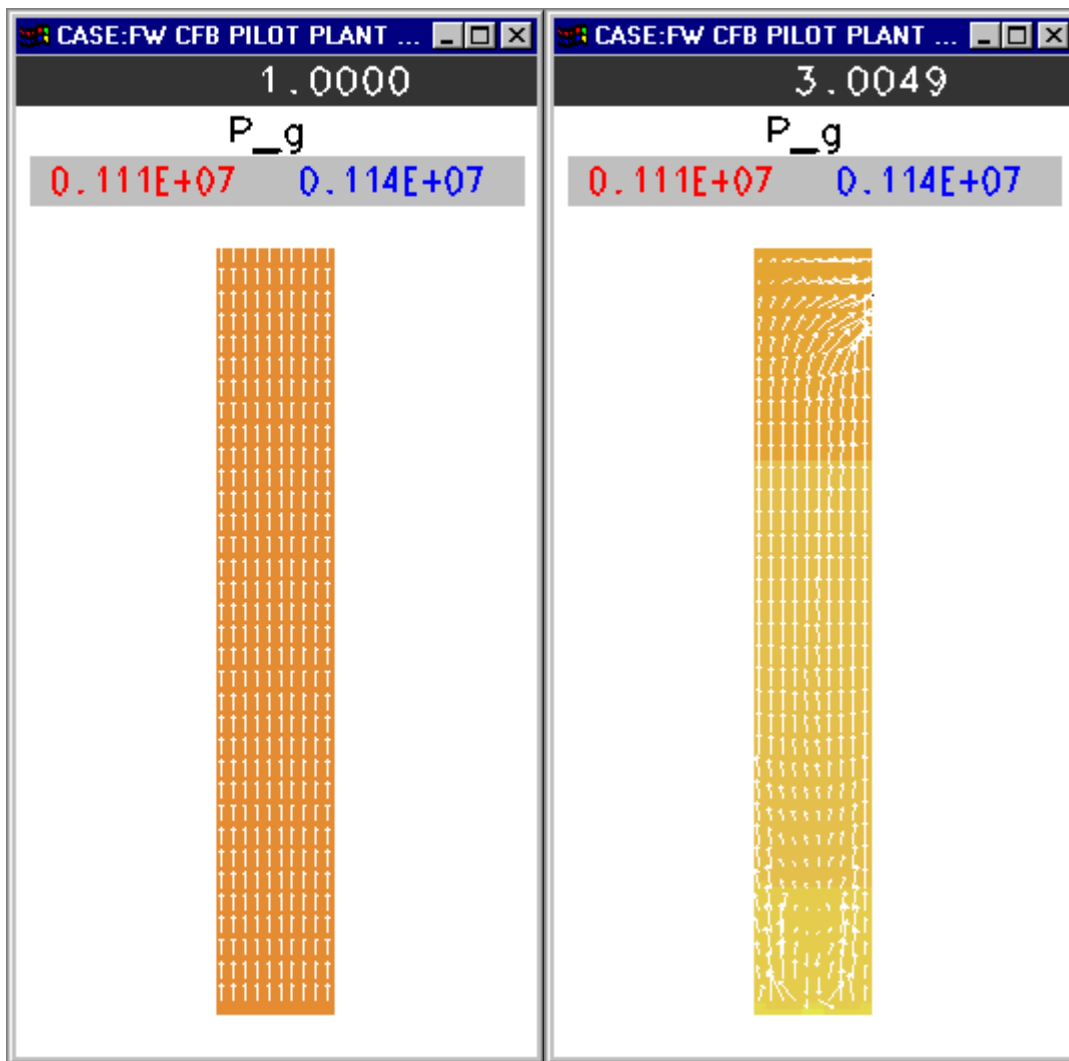 CASE:FW CFB PILOT PLANT ...
1.0000
P_g
0.111E+07 0.114E+07
CASE:FW CFB PILOT PLANT ...
3.0049
P_g
0.111E+07 0.114E+07